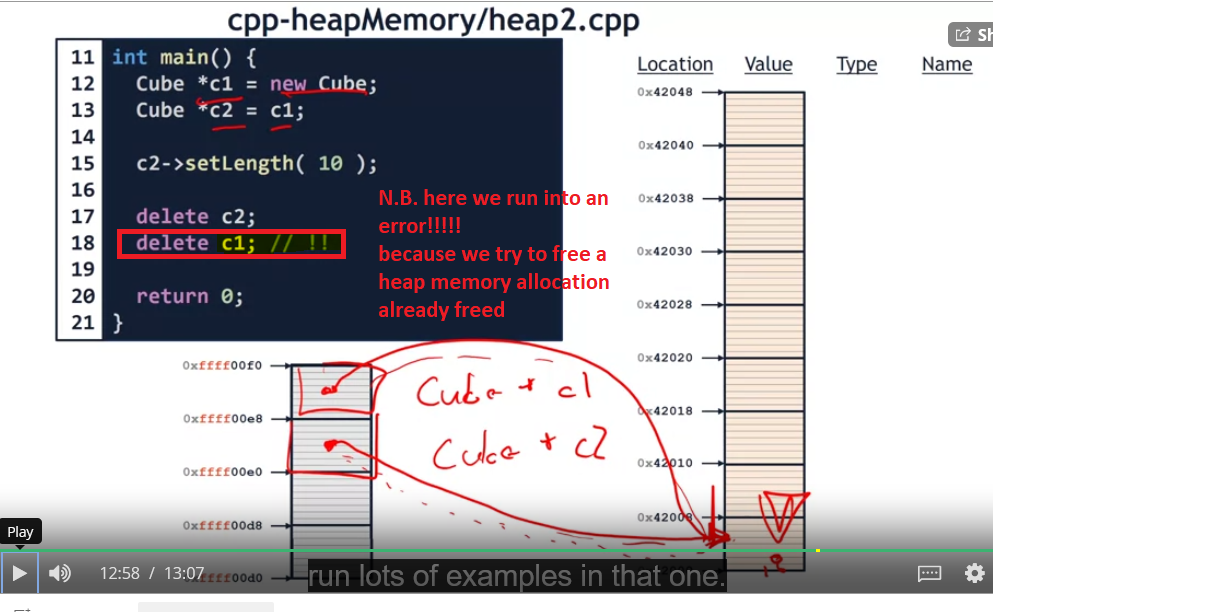 cpp-heapMemory/heap2.cpp
Sh
11 int main() {
12 Cube *c1 = new Cube;
13 Cube *c2 = c1;
14
15 c2->setLength( 10 );
16
17 delete c2;
18 delete c1; // !!
19
20 return 0;
21 }
N.B. here we run into an
error!!!!!
because we try to free a
heap memory allocation
already freed
Location Value Type Name
0x42048
0x42040
0x42038
0x42030
0x42028
0x42020
0x42018
0x42010
0x42008
0xffff00f0
0xffff00e8
0xffff00e0
0xffff00d8
0xffff00d0
Cube * c1
Cube * c2
Play
12:58 / 13:07
run lots of examples in that one.